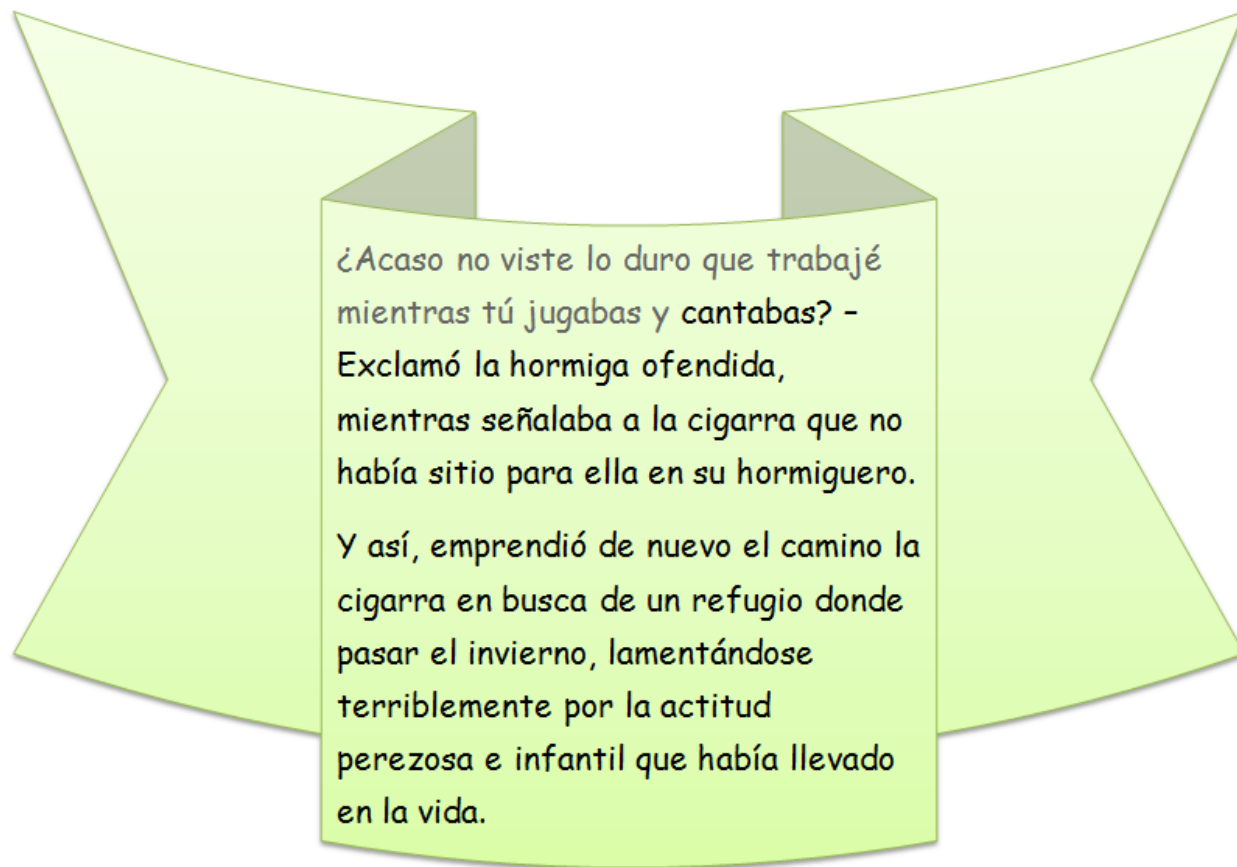 ¿Acaso no viste lo duro que trabajé
mientras tú jugabas y cantabas? –
Exclamó la hormiga ofendida,
mientras señalaba a la cigarra que no
había sitio para ella en su hormiguero.
Y así, emprendió de nuevo el camino la
cigarra en busca de un refugio donde
pasar el invierno, lamentándose
terriblemente por la actitud
perezosa e infantil que había llevado
en la vida.